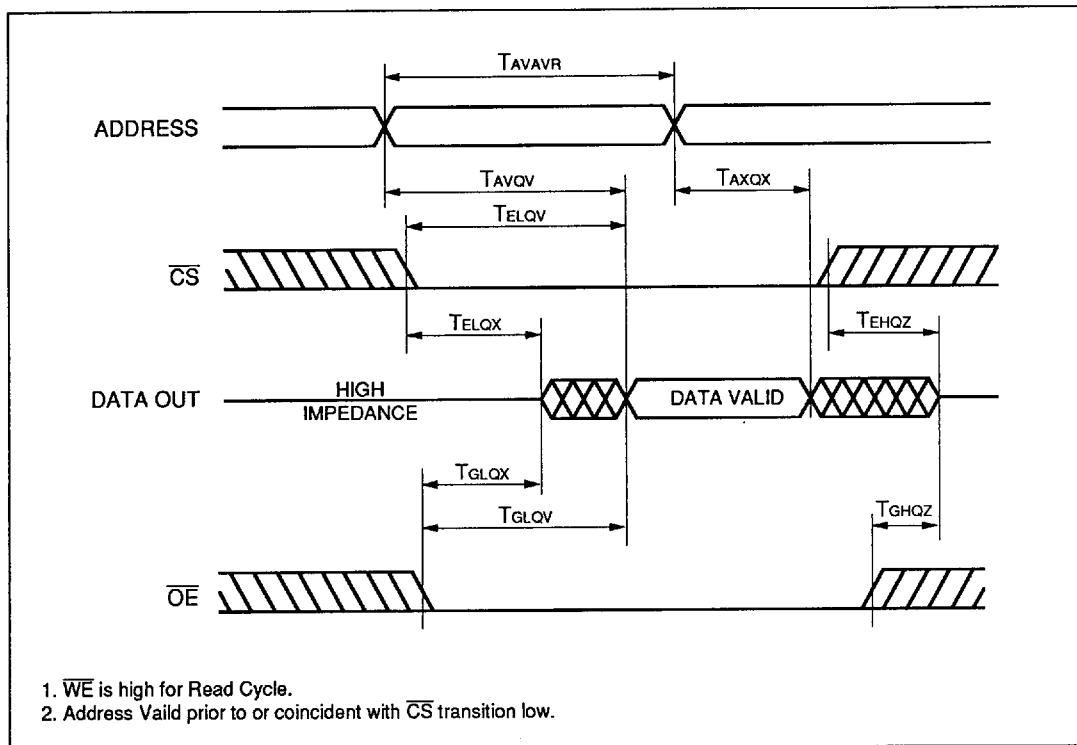 TAVAVR
ADDRESS
TAVQV
TAXQX
TELQV
CS
TELQX
TEHQZ
DATA OUT
HIGH
IMPEDANCE
DATA VALID
TGLQX
TGLQV
TGHQZ
OE
1. WE is high for Read Cycle.
2. Address Vaild prior to or coincident with CS transition low.